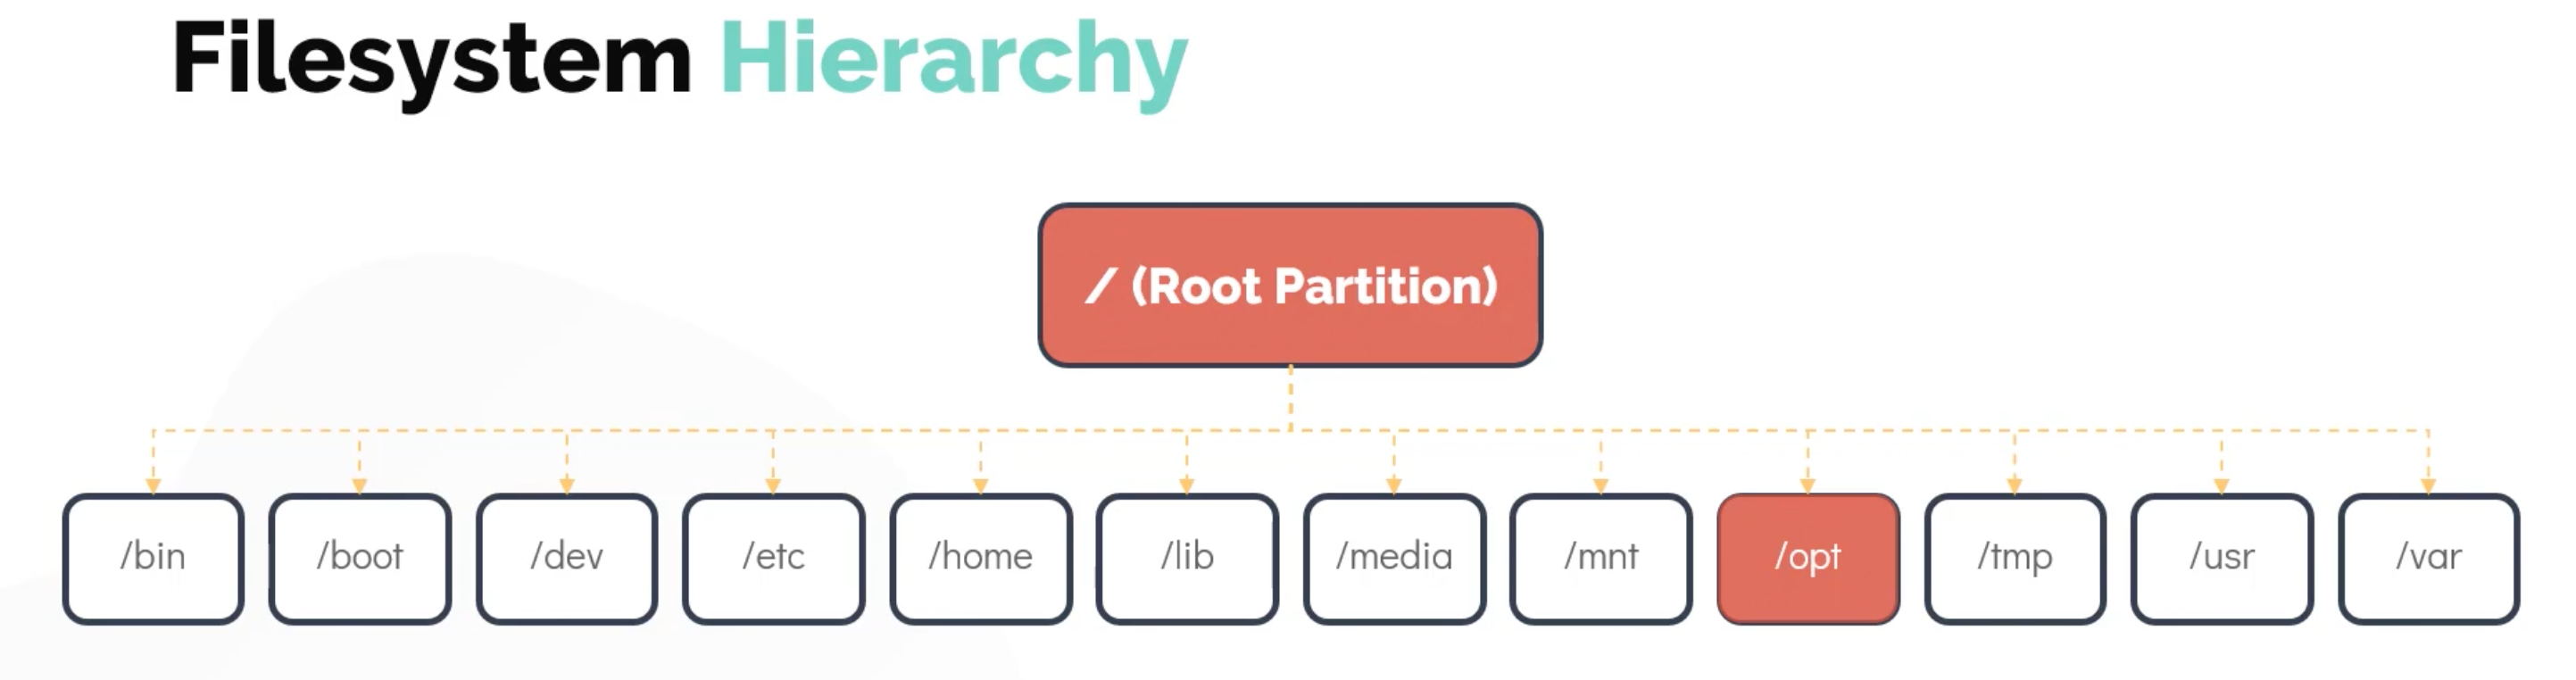 Filesystem Hierarchy
/ (Root Partition)
/bin
/boot
/dev
/etc
/home
/lib
/media
/mnt
/opt
/tmp
/usr
/var